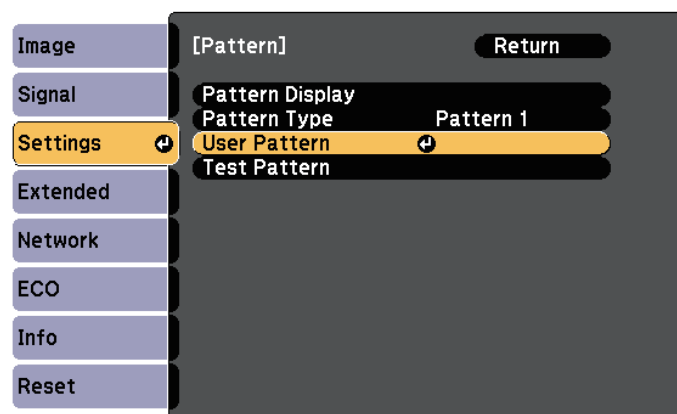 Image
Signal
Settings
Extended
Network
ECO
Info
Reset
[Pattern] Return
Pattern Display
Pattern Type Pattern 1
User Pattern
Test Pattern